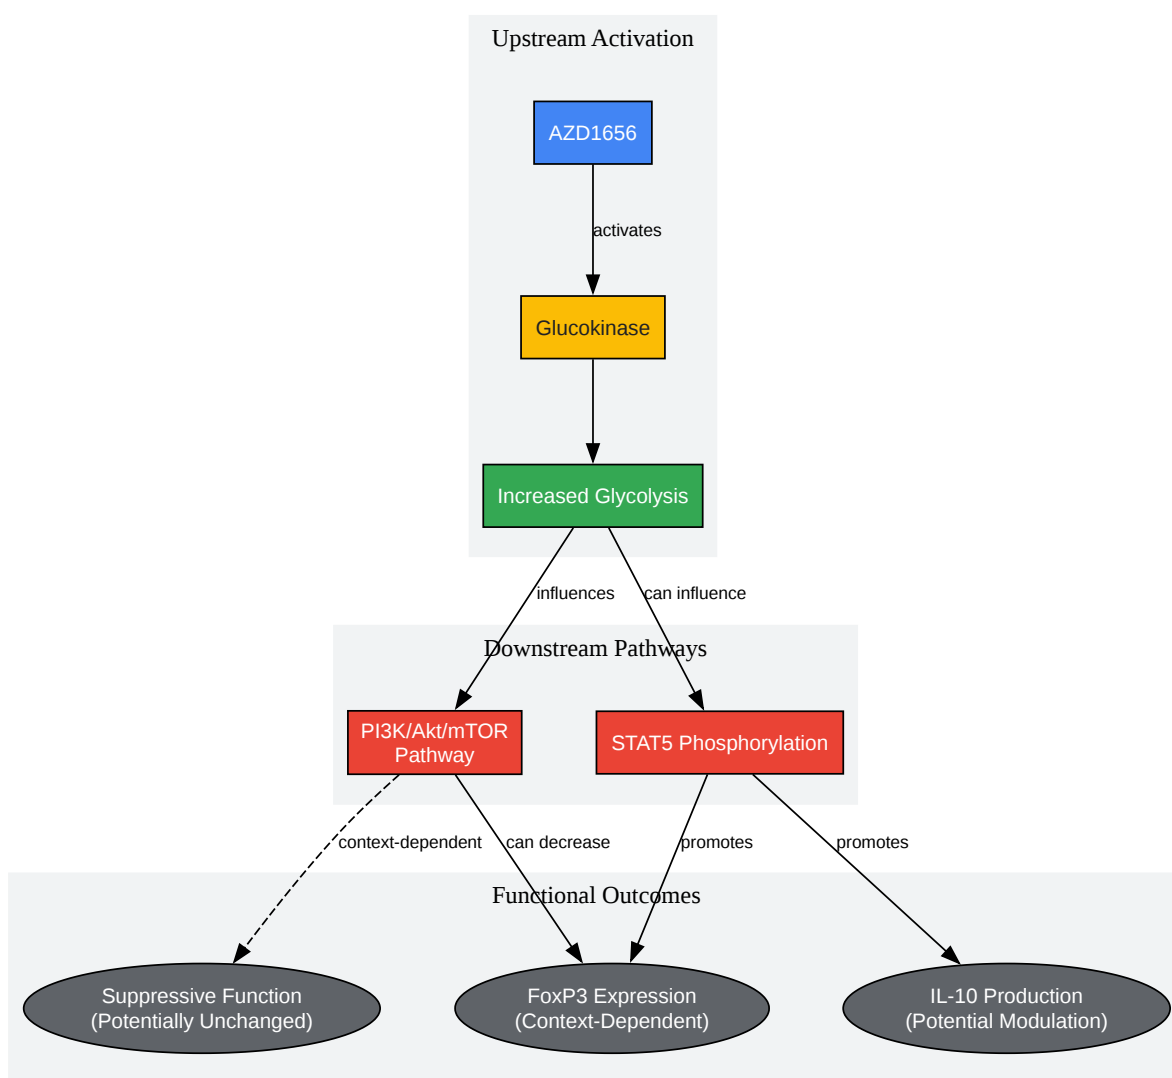 Upstream Activation
AZD1656
activates
Glucokinase
Increased Glycolysis
influences
can influence
Downstream Pathways
PI3K/Akt/mTOR
Pathway
STAT5 Phosphorylation
context-dependent
can decrease
promotes
promotes
Functional Outcomes
Suppressive Function
(Potentially Unchanged)
FoxP3 Expression
(Context-Dependent)
IL-10 Production
(Potential Modulation)